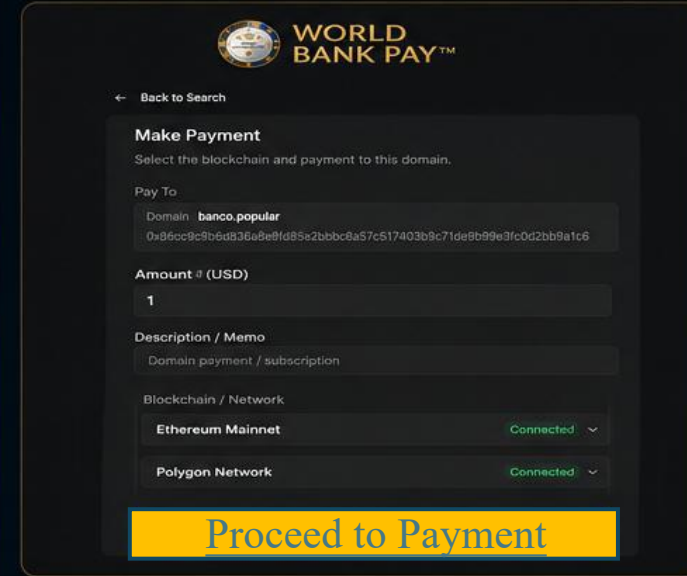 WORLD
BANK PAY™
← Back to Search
Make Payment
Select the blockchain and payment to this domain.
Pay To
Domain banco.popular
Amount (USD)
1
Description / Memo
Domain payment / subscription
Blockchain / Network
Ethereum Mainnet Connected
Polygon Network Connected
Proceed to Payment